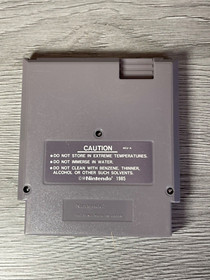 CAUTION
●DO NOT STORE IN EXTREME TEMPERATURES.
●DO NOT IMMERSE IN WATER.
●DO NOT CLEAN WITH BENZENE, THINNER,
ALCOHOL OR OTHER SUCH SOLVENTS.
©Nintendo 1985